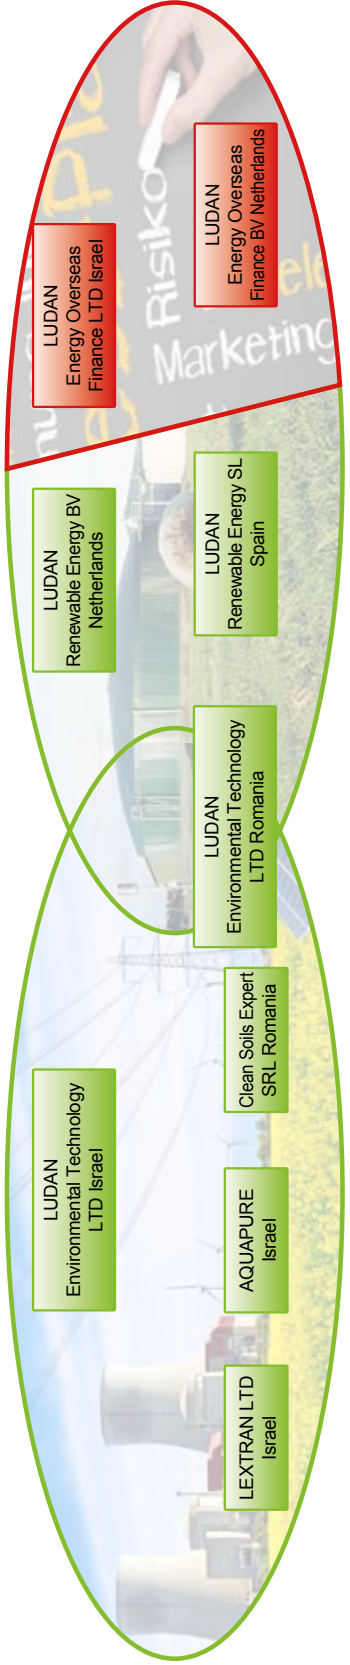 LUDAN
Environmental Technology
LTD Israel
LUDAN
Renewable Energy BV
Netherlands
LUDAN
Energy Overseas
Finance LTD Israel
LEXTRAN LTD
Israel
AQUAPURE
Israel
Clean Soils Expert
SRL Romania
LUDAN
Environmental Technology
LTD Romania
LUDAN
Renewable Energy SL
Spain
LUDAN
Energy Overseas
Finance BV Netherlands
Risiko
Marketing